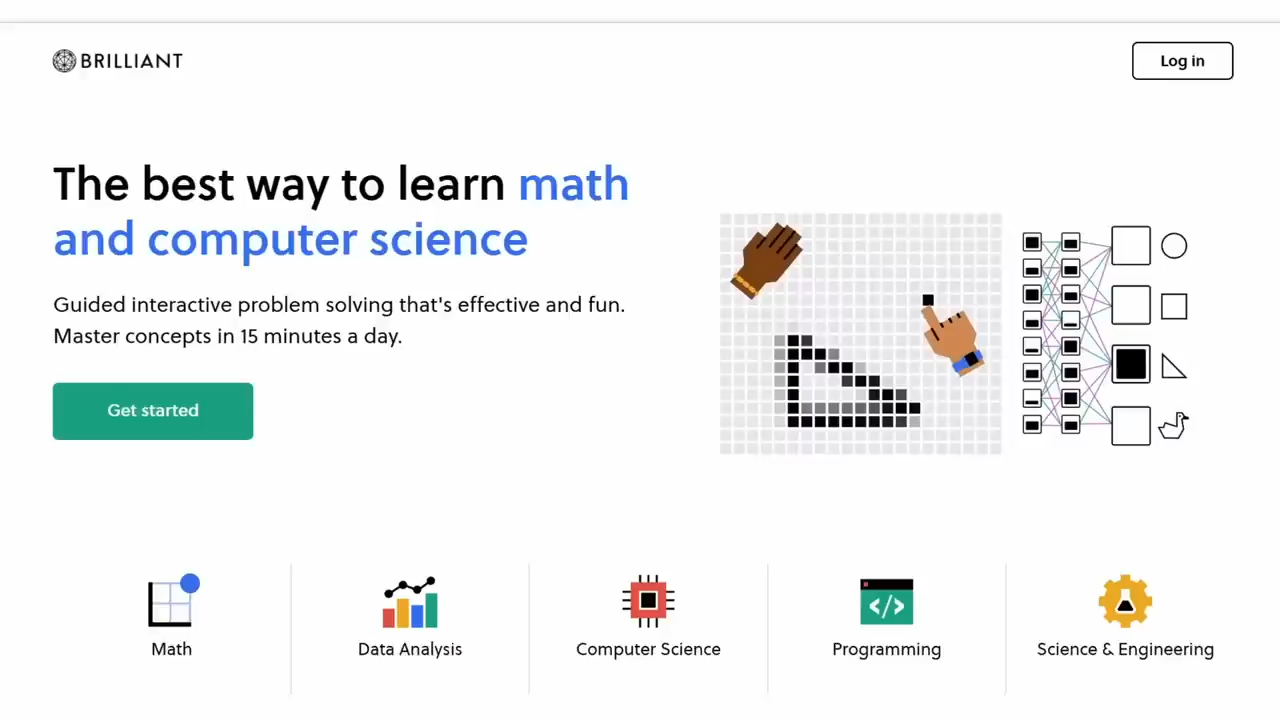 BRILLIANT
Log in
The best way to learn math
and computer science
Guided interactive problem solving that's effective and fun.
Master concepts in 15 minutes a day.
Get started
Math
Data Analysis
Computer Science
</>
Programming
Science & Engineering